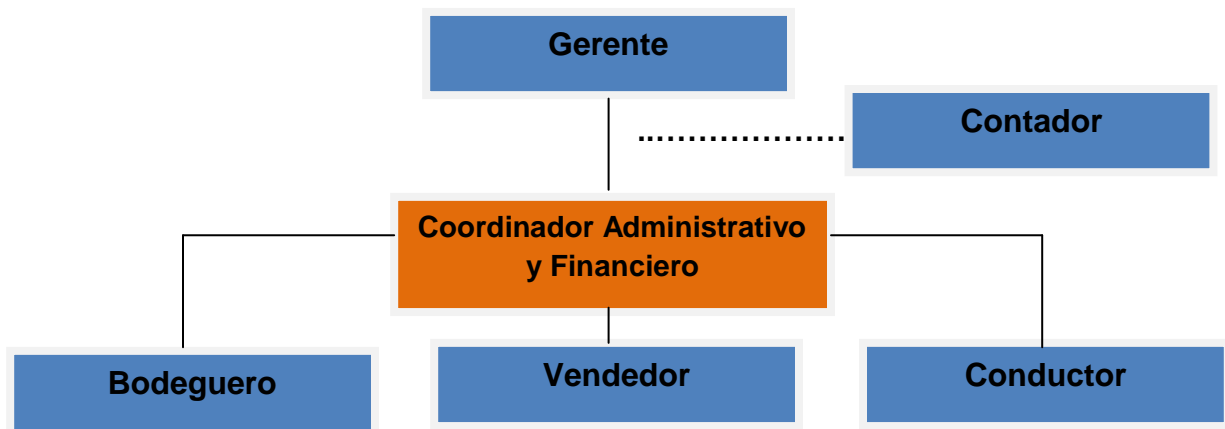 Gerente
Contador
Coordinador Administrativo
y Financiero
Bodeguero
Vendedor
Conductor